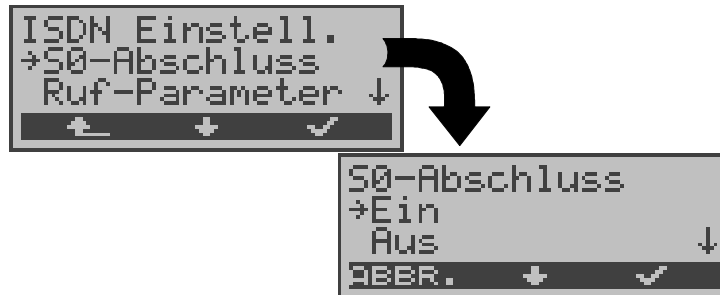 ISDN Einstell.
→S0-Abschluss
Ruf-Parameter ↓
S0-Abschluss
→Ein
Aus ↓
ABBR.